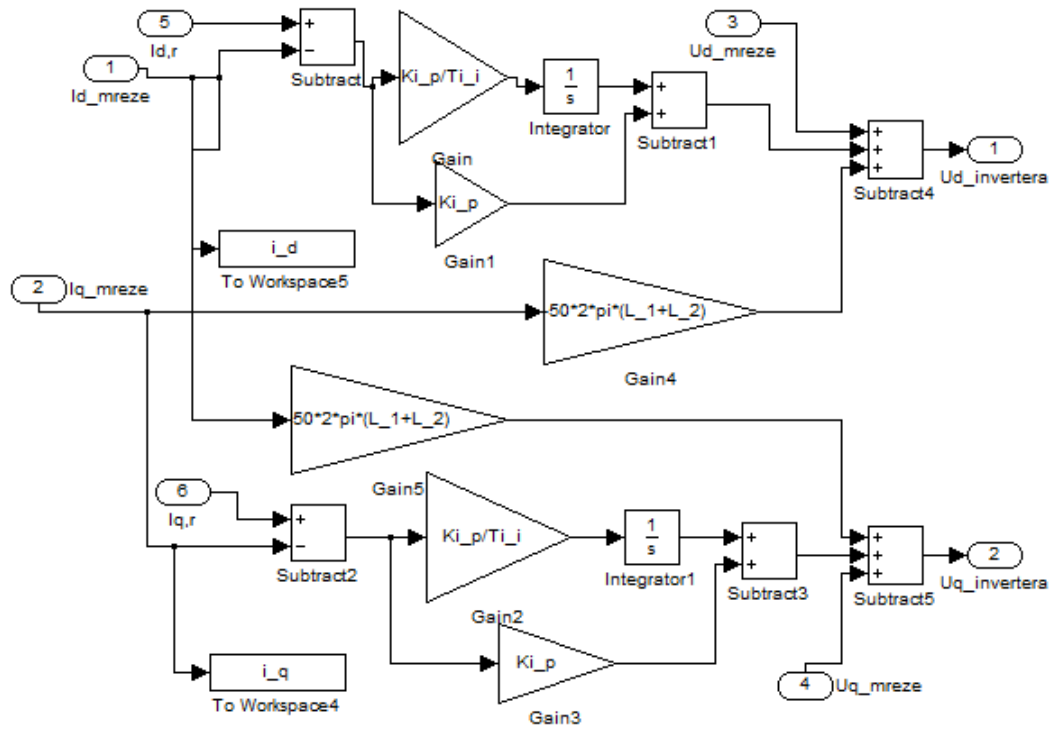 5
Id,r
+
−
Subtract
1
Id_mreze
Ki_p/Ti_i
Gain
1
s
Integrator
+
+
Subtract1
3
Ud_mreze
+
+
+
Subtract4
1
Ud_invertera
Ki_p
Gain1
i_d
To Workspace5
2
Iq_mreze
50*2*pi*(L_1+L_2)
Gain4
50*2*pi*(L_1+L_2)
Gain5
6
Iq,r
+
−
Subtract2
Ki_p/Ti_i
Gain2
1
s
Integrator1
+
+
Subtract3
+
+
+
Subtract5
2
Uq_invertera
Ki_p
Gain3
i_q
To Workspace4
4
Uq_mreze